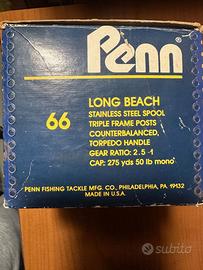 Penn
66
LONG BEACH
STAINLESS STEEL SPOOL
TRIPLE FRAME POSTS
COUNTERBALANCED,
TORPEDO HANDLE
GEAR RATIO: 2.5-1
CAP: 275 yds 50 lb mono
PENN FISHING TACKLE MFG. CO., PHILADELPHIA, PA. 19132
MADE IN U.S.A.
subito